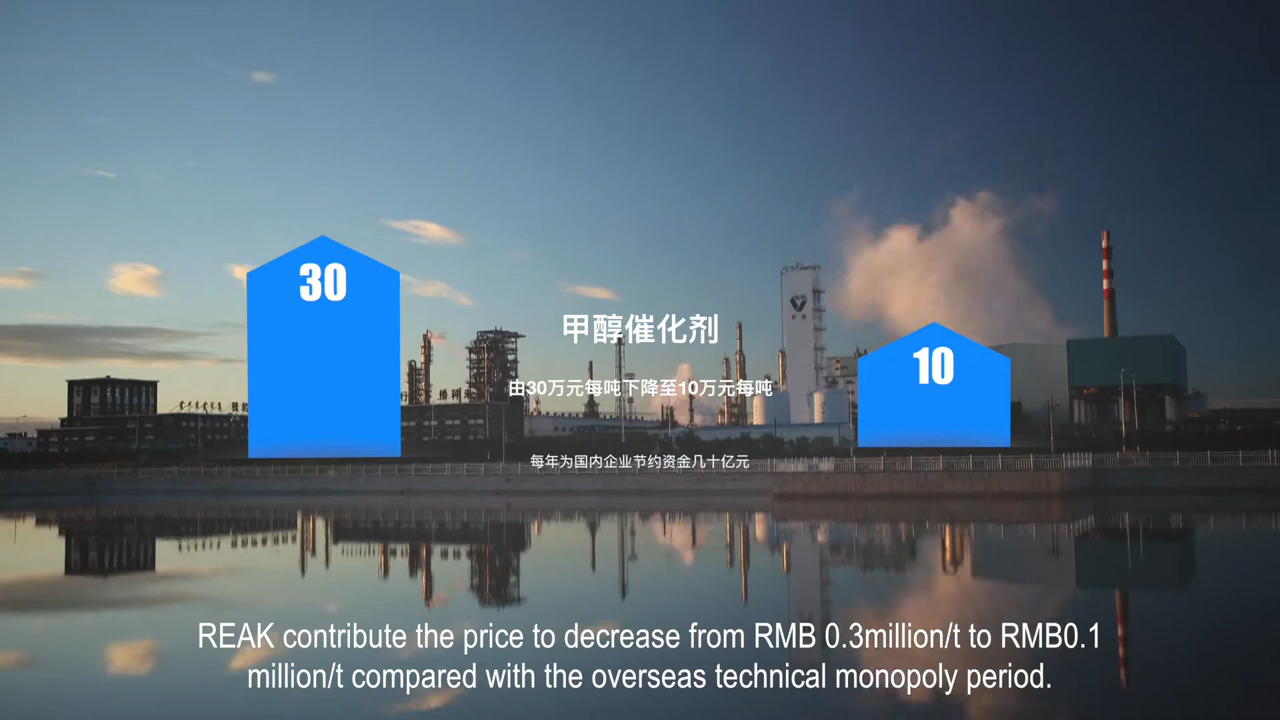 30
甲醇催化剂
10
由30万元每吨下降至10万元每吨
每年为国内企业节约资金几十亿元
REAK contribute the price to decrease from RMB 0.3million/t to RMB0.1
million/t compared with the overseas technical monopoly period.